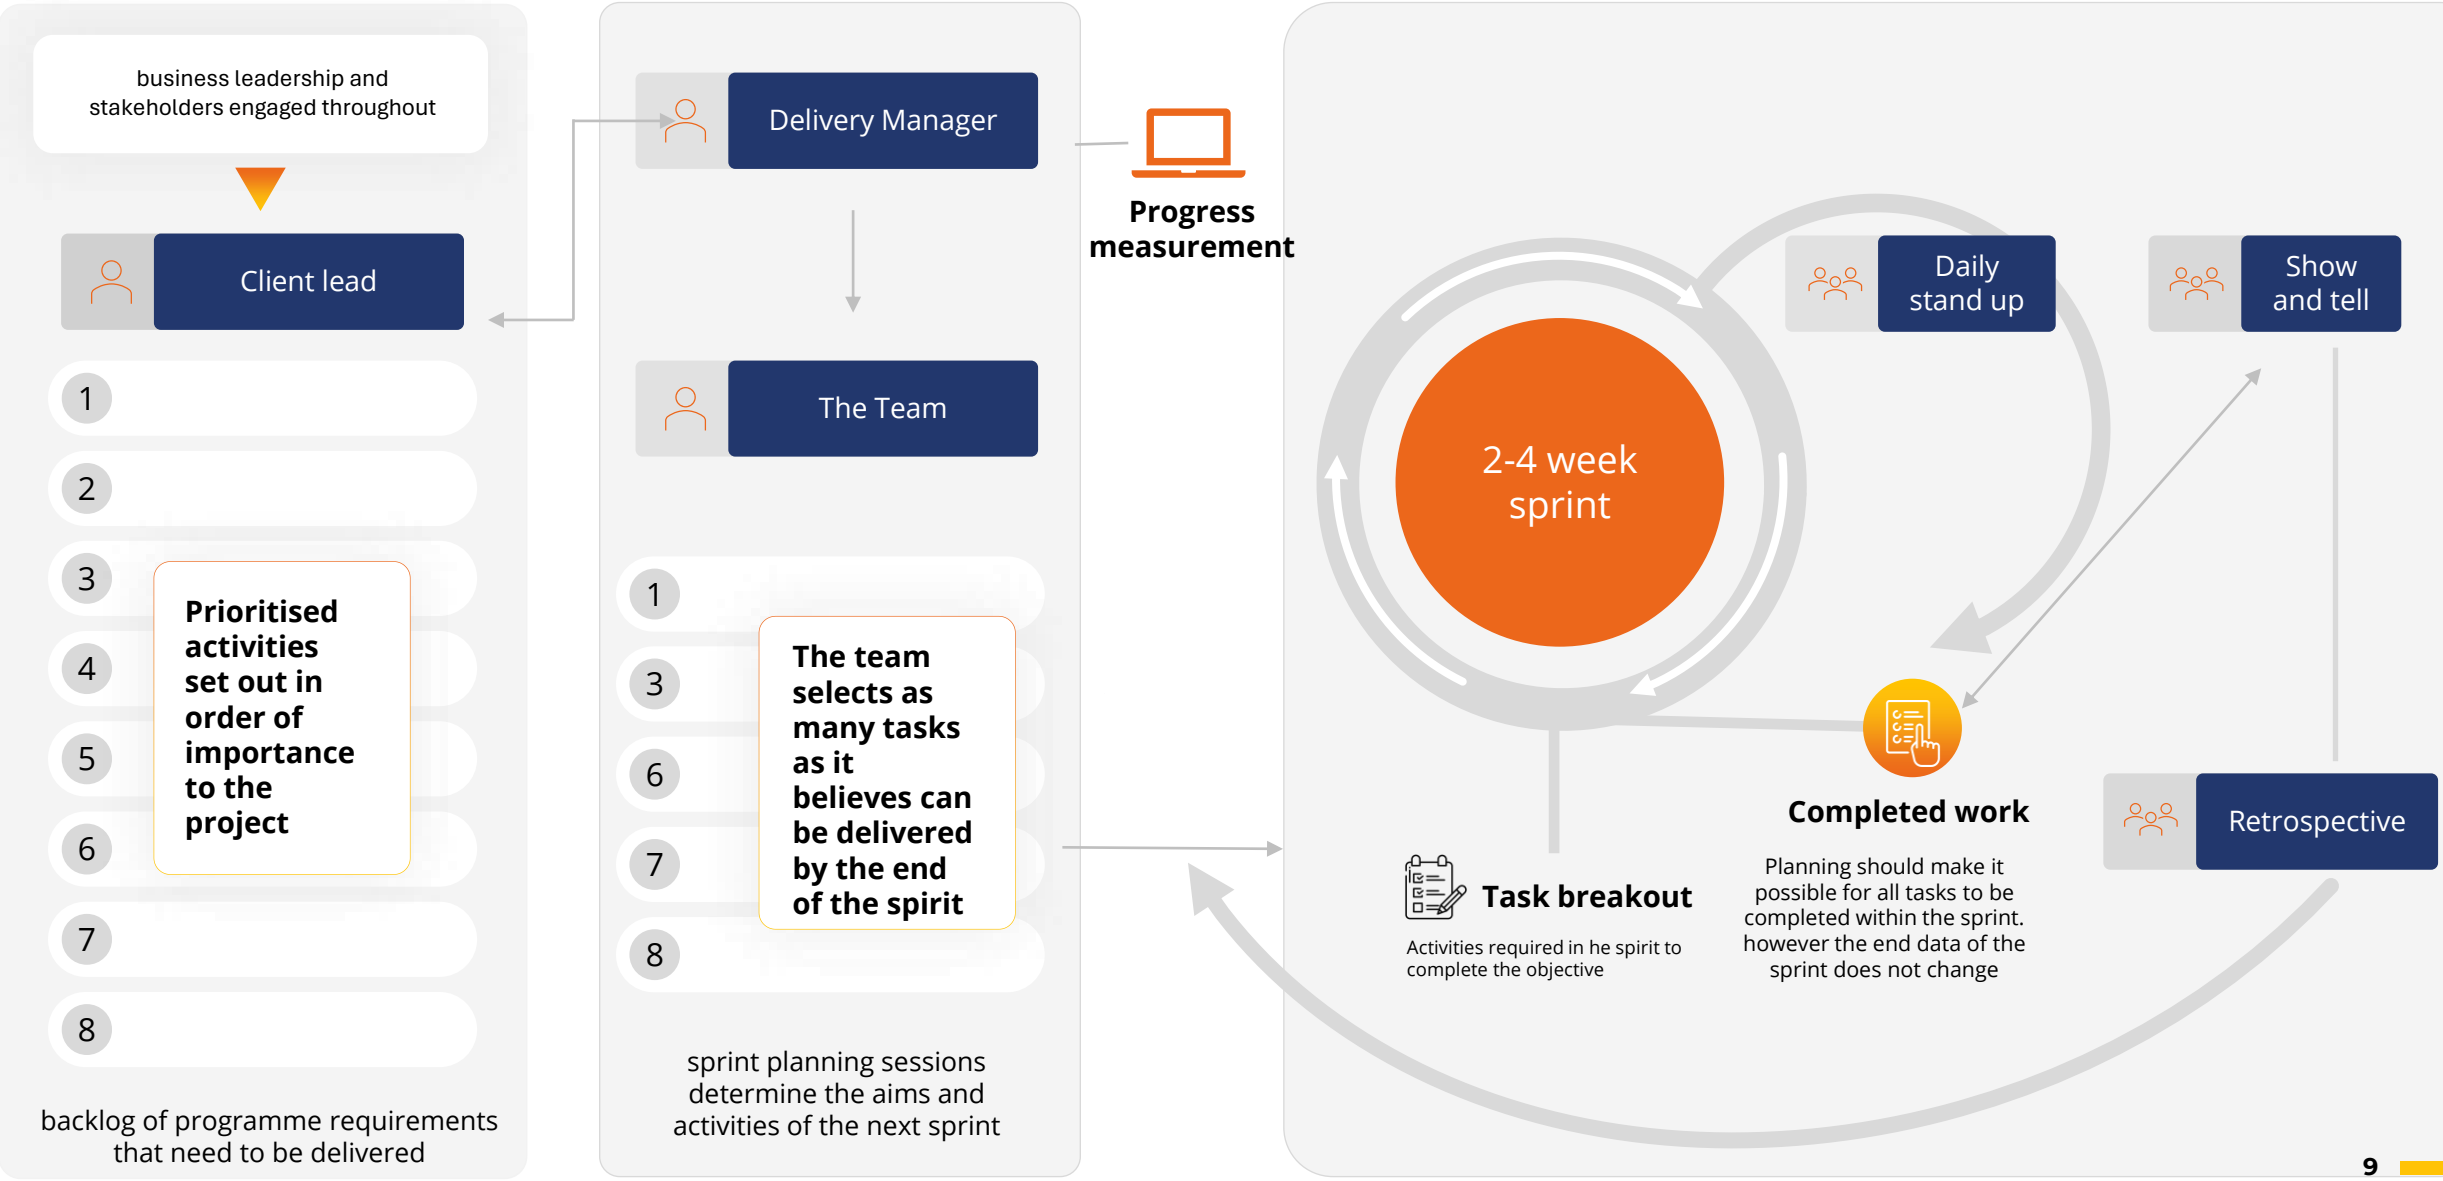 business leadership and
stakeholders engaged throughout
Client lead
1
2
3
4
5
6
7
8
Prioritised
activities
set out in
order of
importance
to the
project
backlog of programme requirements
that need to be delivered
Delivery Manager
The Team
1
3
6
7
8
The team
selects as
many tasks
as it
believes can
be delivered
by the end
of the spirit
sprint planning sessions
determine the aims and
activities of the next sprint
Progress
measurement
2-4 week
sprint
Daily
stand up
Show
and tell
Task breakout
Activities required in he spirit to
complete the objective
Completed work
Planning should make it
possible for all tasks to be
completed within the sprint.
however the end data of the
sprint does not change
Retrospective
9